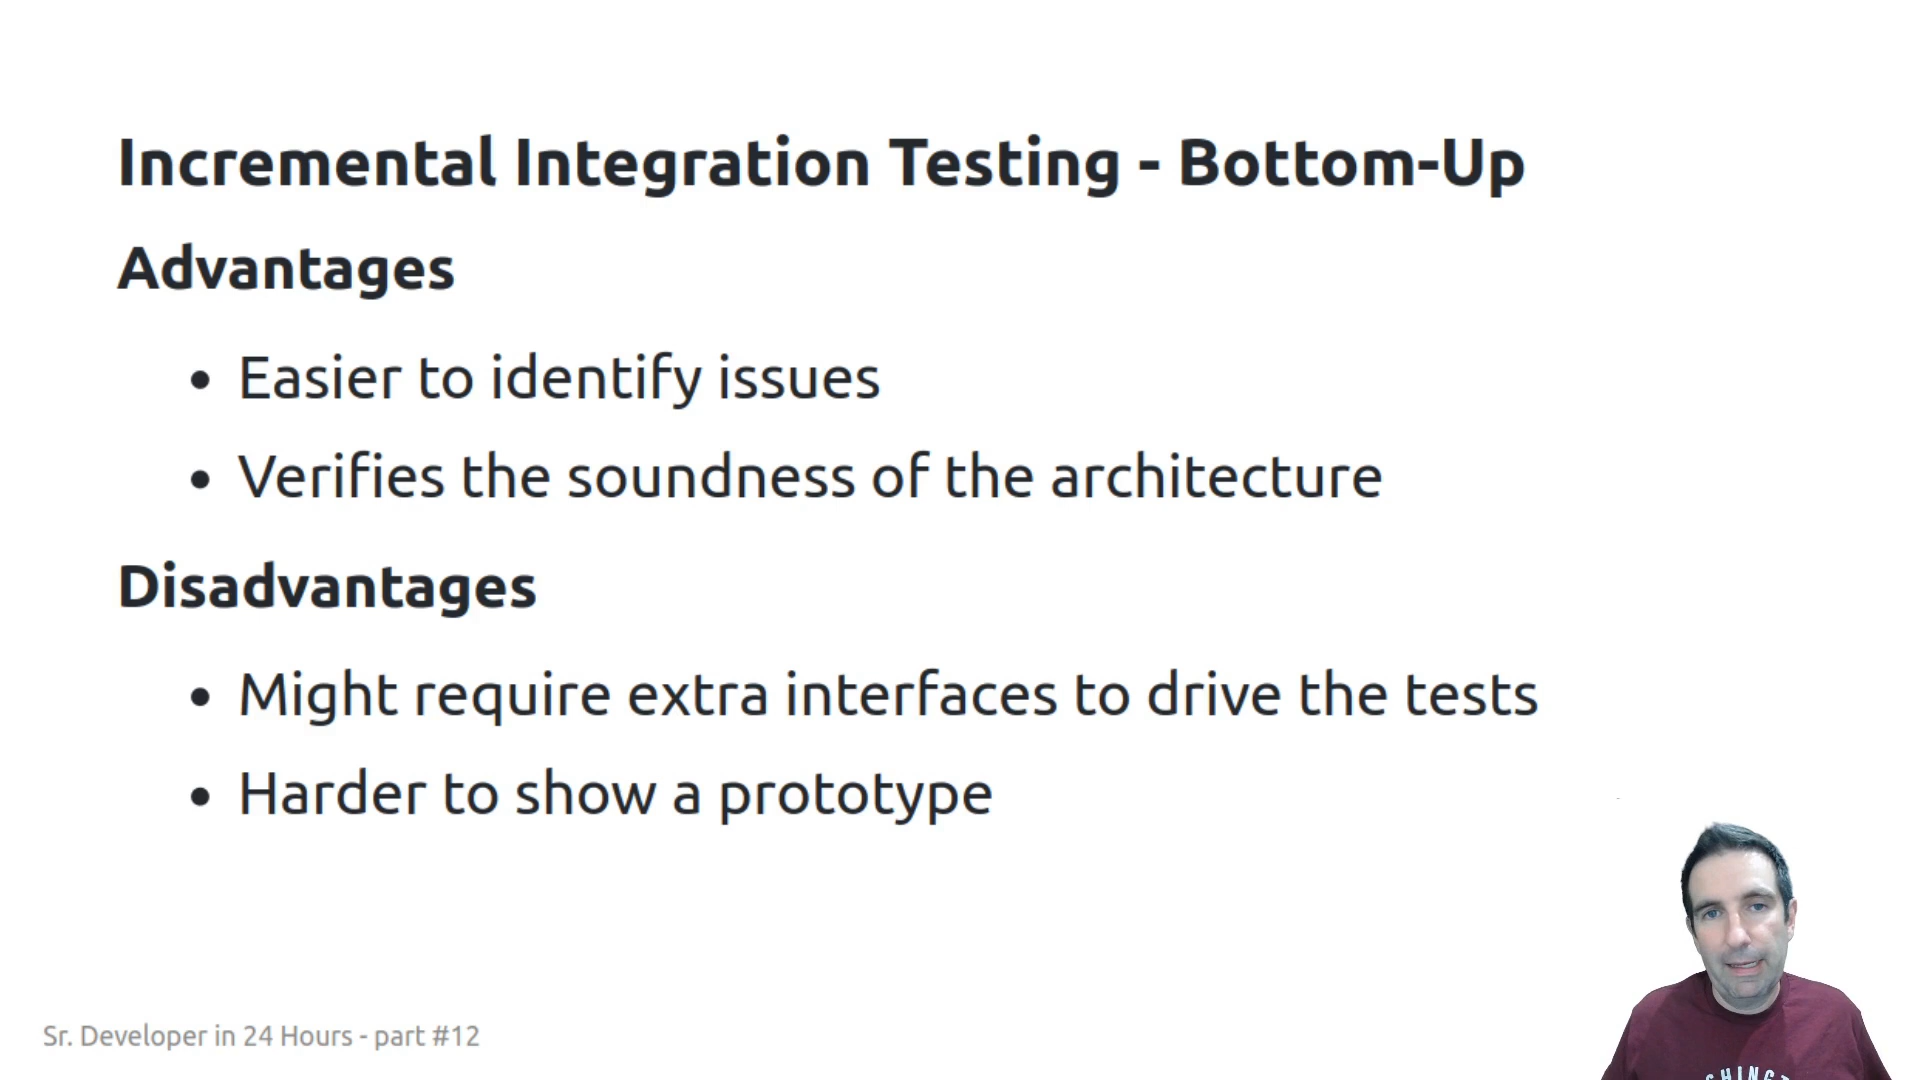 Incremental Integration Testing - Bottom-Up
Advantages
• Easier to identify issues
• Verifies the soundness of the architecture
Disadvantages
• Might require extra interfaces to drive the tests
• Harder to show a prototype
Sr. Developer in 24 Hours - part #12